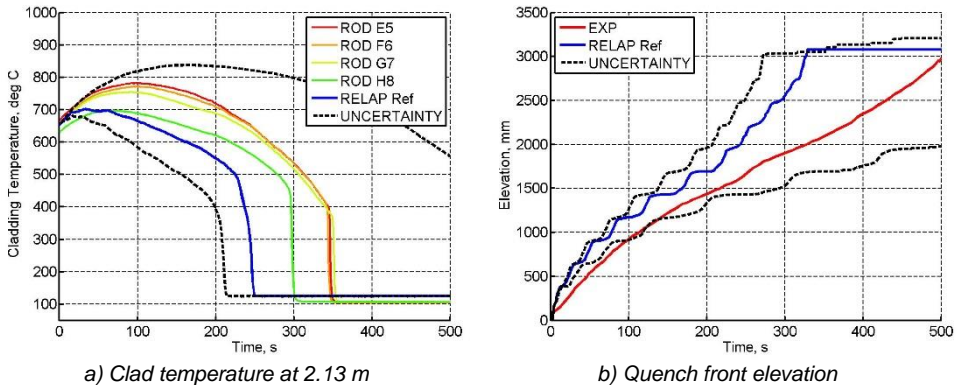 1000
900
800
700
600
500
400
300
200
100
Cladding Temperature, deg C
ROD E5
ROD F6
ROD G7
ROD H8
RELAP Ref
UNCERTAINTY
0
100
200
300
400
500
Time, s
a) Clad temperature at 2.13 m
3500
3000
2500
2000
1500
1000
500
0
Elevation, mm
EXP
RELAP Ref
UNCERTAINTY
0
100
200
300
400
500
Time, s
b) Quench front elevation